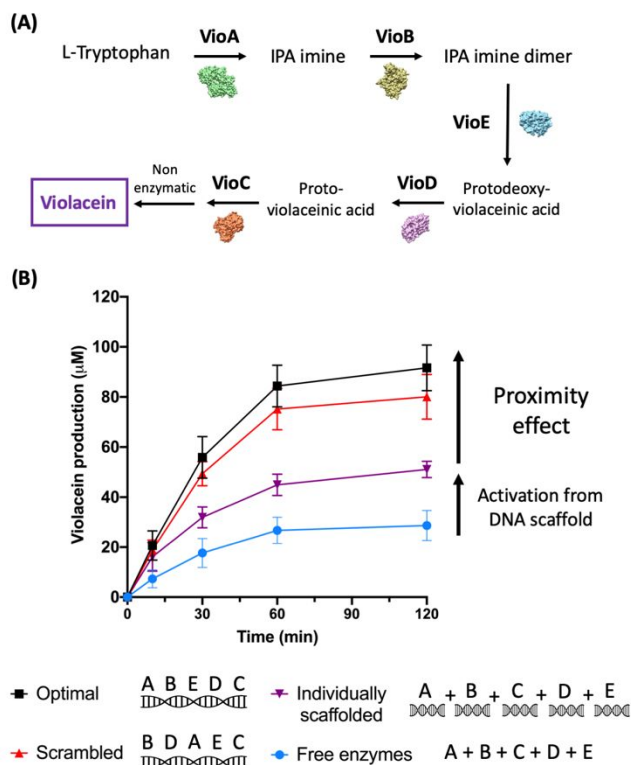 (A)
L-Tryptophan VioA IPA imine VioB IPA imine dimer
VioE
Violacein Non enzymatic VioC Proto-violaceinic acid VioD Protodeoxy-violaceinic acid
(B)
Violacein production (μM)
120
100
80
60
40
20
0
0 30 60 90 120
Time (min)
Proximity effect
Activation from DNA scaffold
Optimal A B E D C
Individually scaffolded A + B + C + D + E
Scrambled B D A E C
Free enzymes A + B + C + D + E